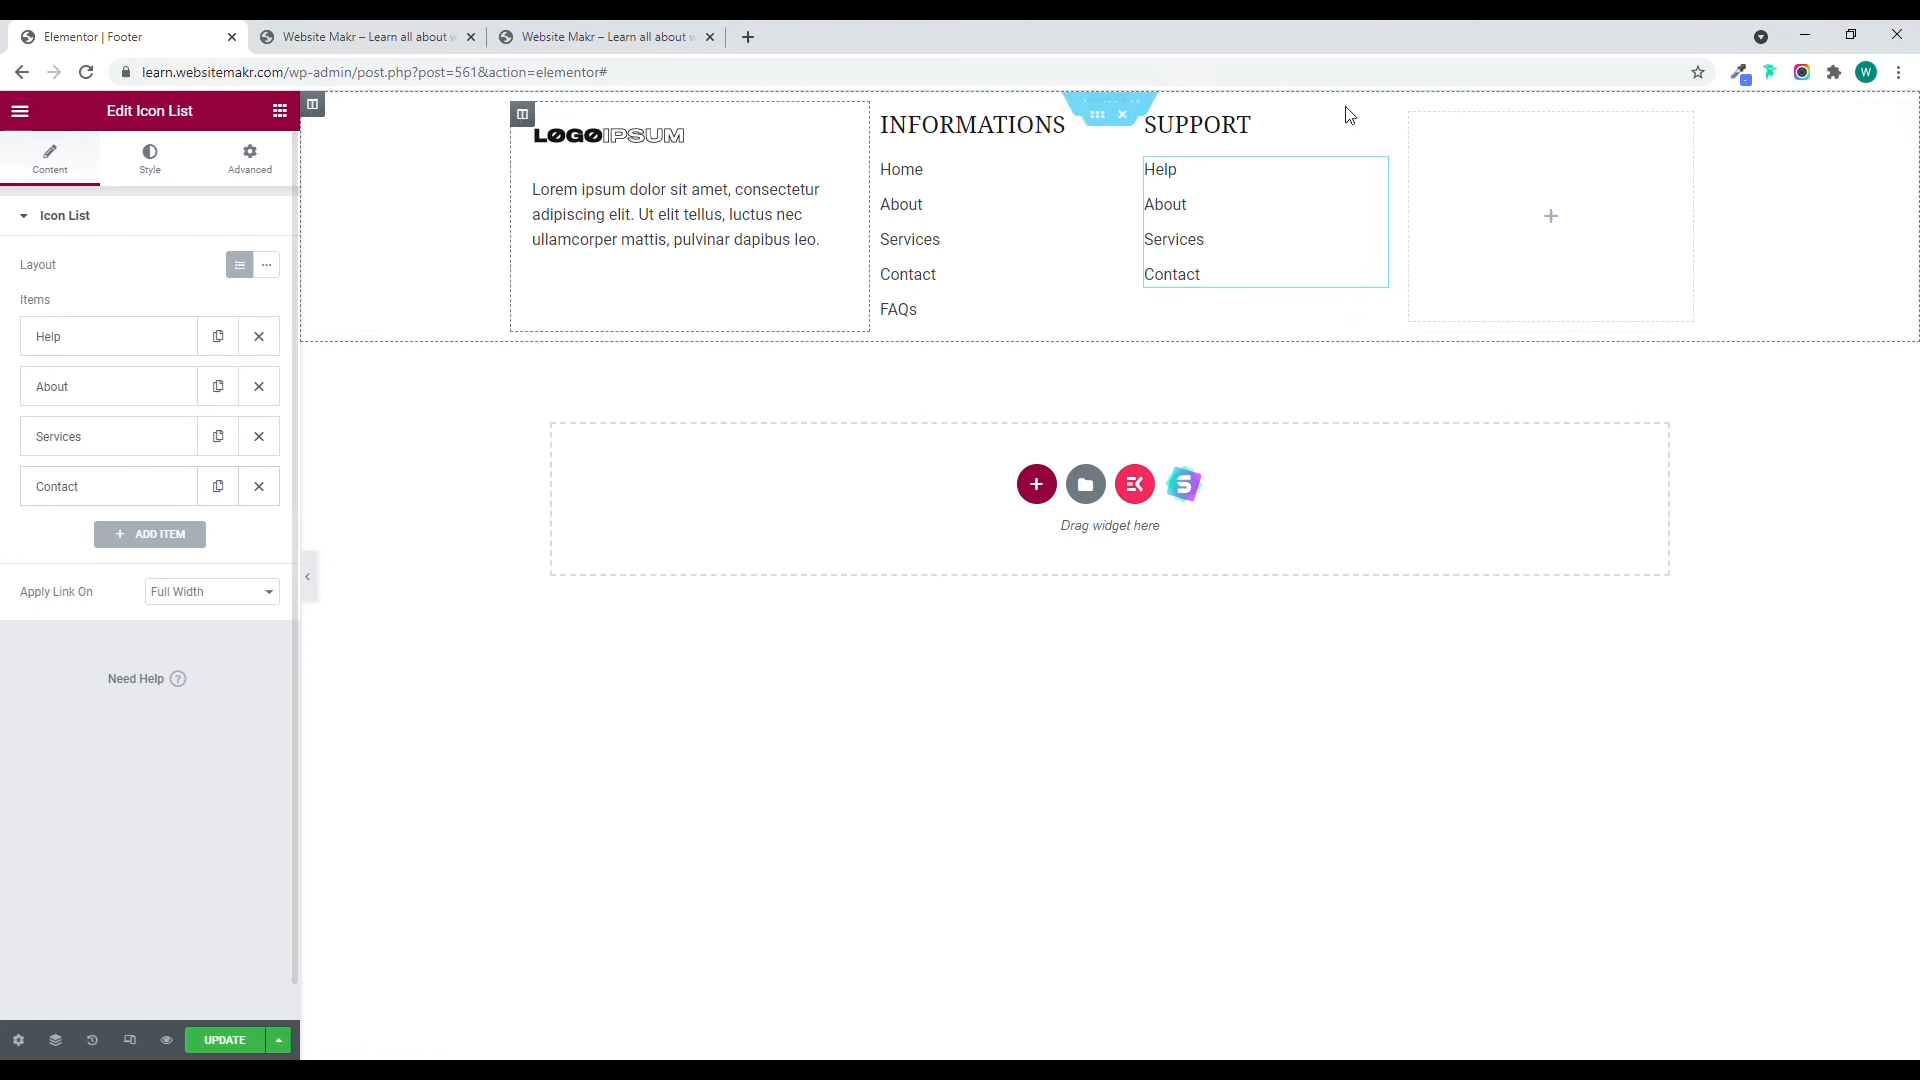 Elementor | Footer
Website Makr – Learn all about w
Website Makr – Learn all about w
learn.websitemakr.com/wp-admin/post.php?post=561&action=elementor#
W
Edit Icon List
Content
Style
Advanced
Icon List
Layout
Items
Help
About
Services
Contact
+ ADD ITEM
Apply Link On
Full Width
Need Help ?
UPDATE
LOGOIPSUM
Lorem ipsum dolor sit amet, consectetur
adipiscing elit. Ut elit tellus, luctus nec
ullamcorper mattis, pulvinar dapibus leo.
INFORMATIONS
Home
About
Services
Contact
FAQs
SUPPORT
Help
About
Services
Contact
Drag widget here